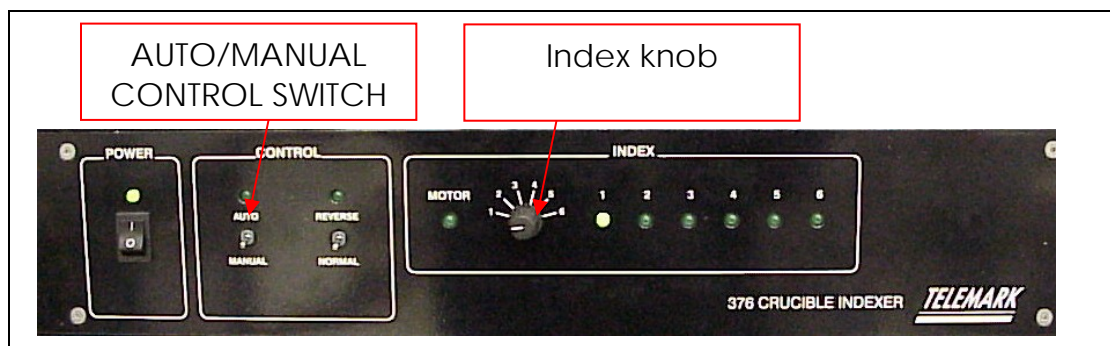 AUTO/MANUAL
CONTROL SWITCH
Index knob
POWER
CONTROL
INDEX
AUTO
REVERSE
MANUAL
NORMAL
MOTOR
1 2 3 4 5 6
1 2 3 4 5 6
I
O
376 CRUCIBLE INDEXER
TELEMARK